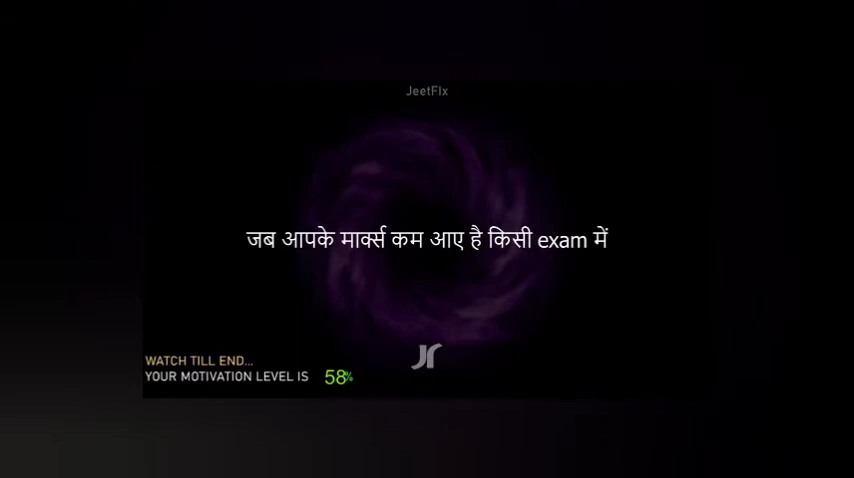 JeetFlx
जब आपके मार्क्स कम आए है किसी exam में
WATCH TILL END...
YOUR MOTIVATION LEVEL IS 58%